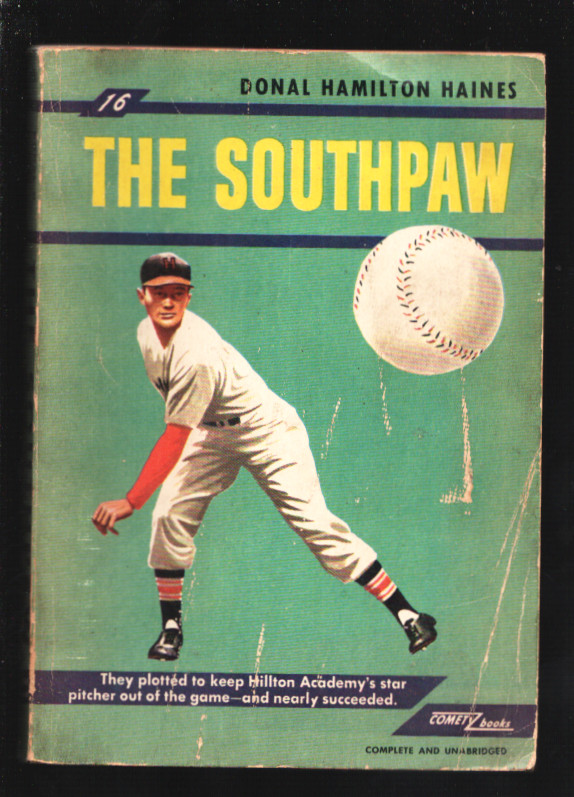 DONAL HAMILTON HAINES
16
THE SOUTHPAW
They plotted to keep Hillton Academy's star
pitcher out of the game—and nearly succeeded.
COMET books
COMPLETE AND UNABRIDGED